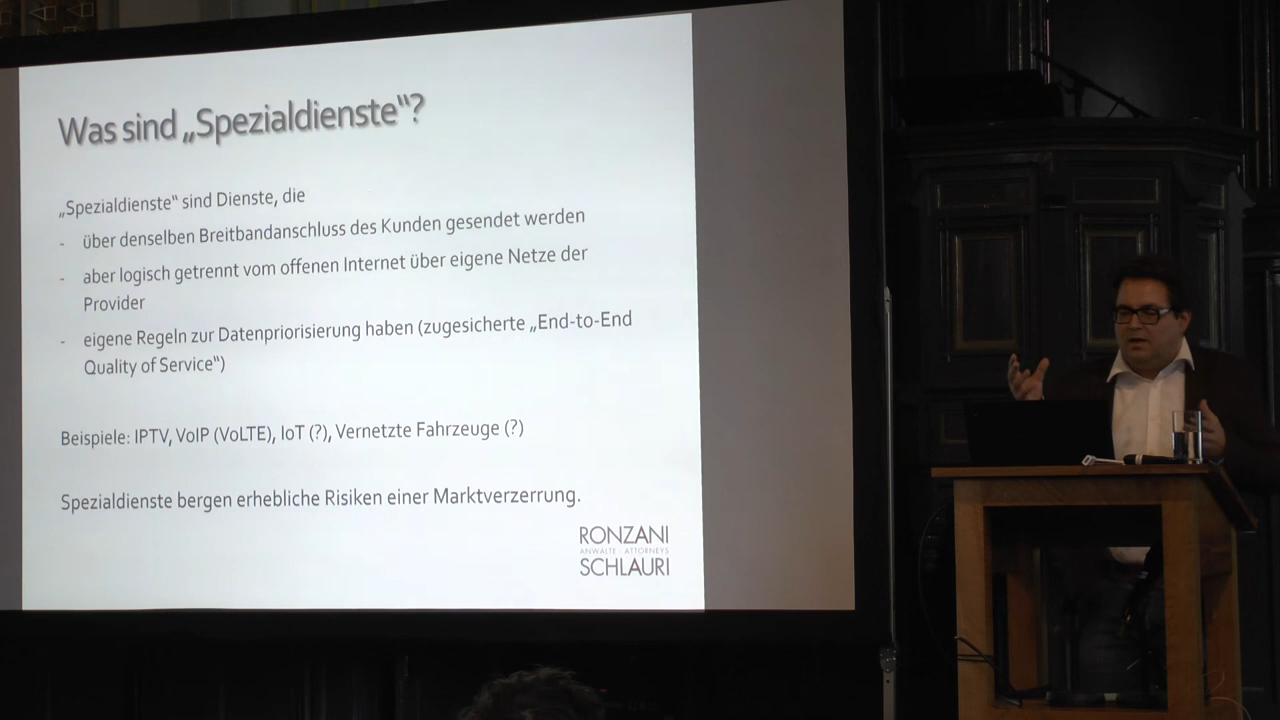 Was sind „Spezialdienste“?
„Spezialdienste“ sind Dienste, die
- über denselben Breitbandanschluss des Kunden gesendet werden
- aber logisch getrennt vom offenen Internet über eigene Netze der
Provider
- eigene Regeln zur Datenpriorisierung haben (zugesicherte „End-to-End
Quality of Service“)
Beispiele: IPTV, VoIP (VoLTE), IoT (?), Vernetzte Fahrzeuge (?)
Spezialdienste bergen erhebliche Risiken einer Marktverzerrung.
RONZANI
ANWÄLTE · ATTORNEYS
SCHLAURI